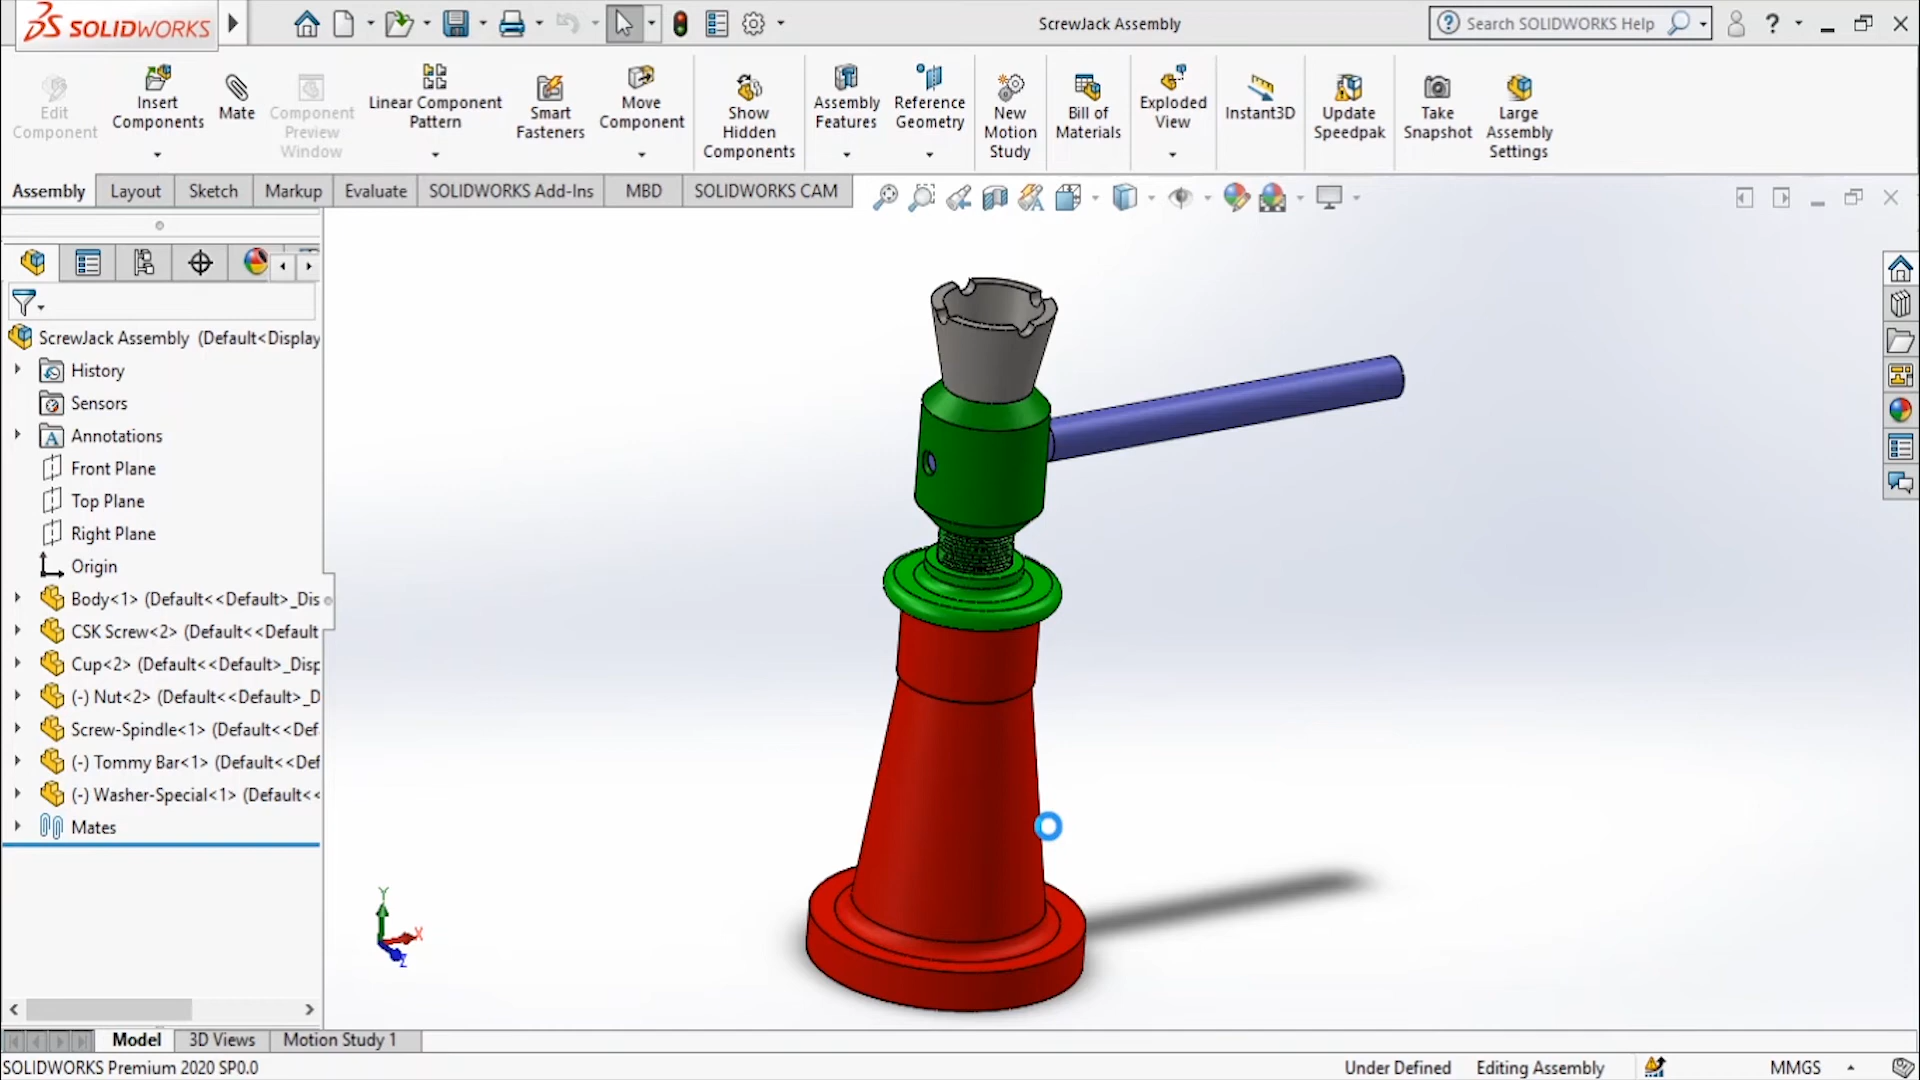 SOLIDWORKS
ScrewJack Assembly
Search SOLIDWORKS Help
?
Edit
Component
Insert
Components
Mate
Component
Preview
Window
Linear Component
Pattern
Smart
Fasteners
Move
Component
Show
Hidden
Components
Assembly
Features
Reference
Geometry
New
Motion
Study
Bill of
Materials
Exploded
View
Instant3D
Update
Speedpak
Take
Snapshot
Large
Assembly
Settings
Assembly
Layout
Sketch
Markup
Evaluate
SOLIDWORKS Add-Ins
MBD
SOLIDWORKS CAM
ScrewJack Assembly (Default<Display
History
Sensors
Annotations
Front Plane
Top Plane
Right Plane
Origin
Body<1> (Default<<Default>_Dis
CSK Screw<2> (Default<<Default
Cup<2> (Default<<Default>_Disp
(-) Nut<2> (Default<<Default>_D
Screw-Spindle<1> (Default<<Def
(-) Tommy Bar<1> (Default<<Def
(-) Washer-Special<1> (Default<<
Mates
Y
X
Z
Model
3D Views
Motion Study 1
SOLIDWORKS Premium 2020 SP0.0
Under Defined
Editing Assembly
MMGS